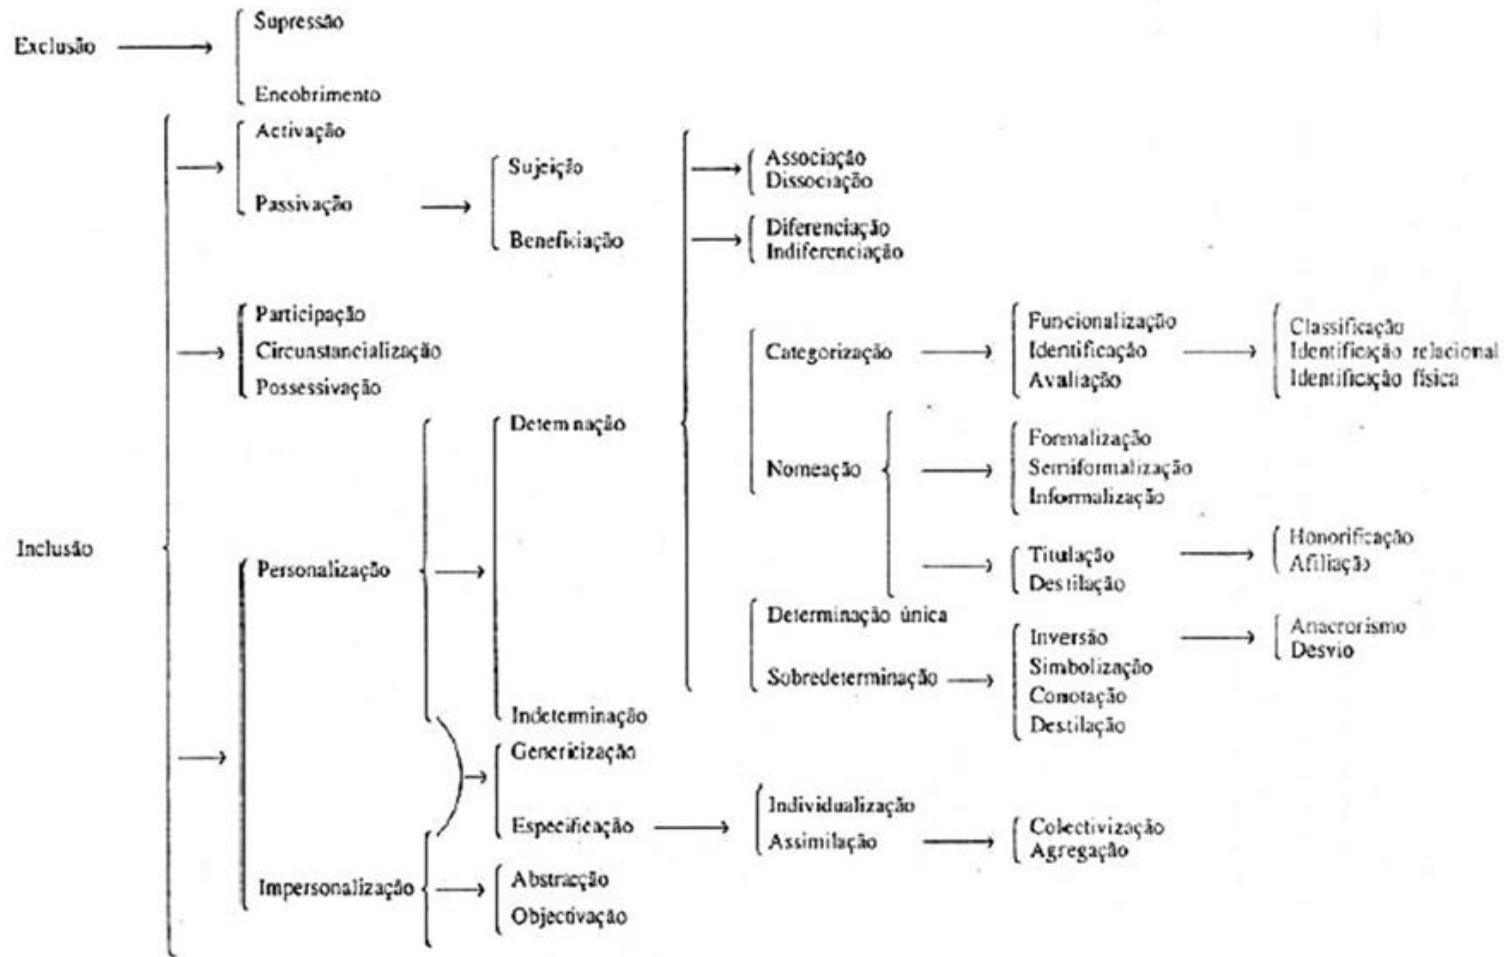 Exclusão
Supressão
Encobrimento
Inclusão
Activação
Passivação
Sujeição
Beneficiação
Participação
Circunstancialização
Possessivação
Personalização
Deteminação
Associação
Dissociação
Diferenciação
Indiferenciação
Categorização
Funcionalização
Identificação
Avaliação
Classificação
Identificação relacional
Identificação física
Nomeação
Formalização
Semiformalização
Informalização
Titulação
Destilação
Honorificação
Afiliação
Determinação única
Sobredeterminação
Inversão
Simbolização
Conotação
Destilação
Anacrorismo
Desvio
Indeterminação
Genericização
Especificação
Individualização
Assimilação
Colectivização
Agregação
Impersonalização
Abstracção
Objectivação